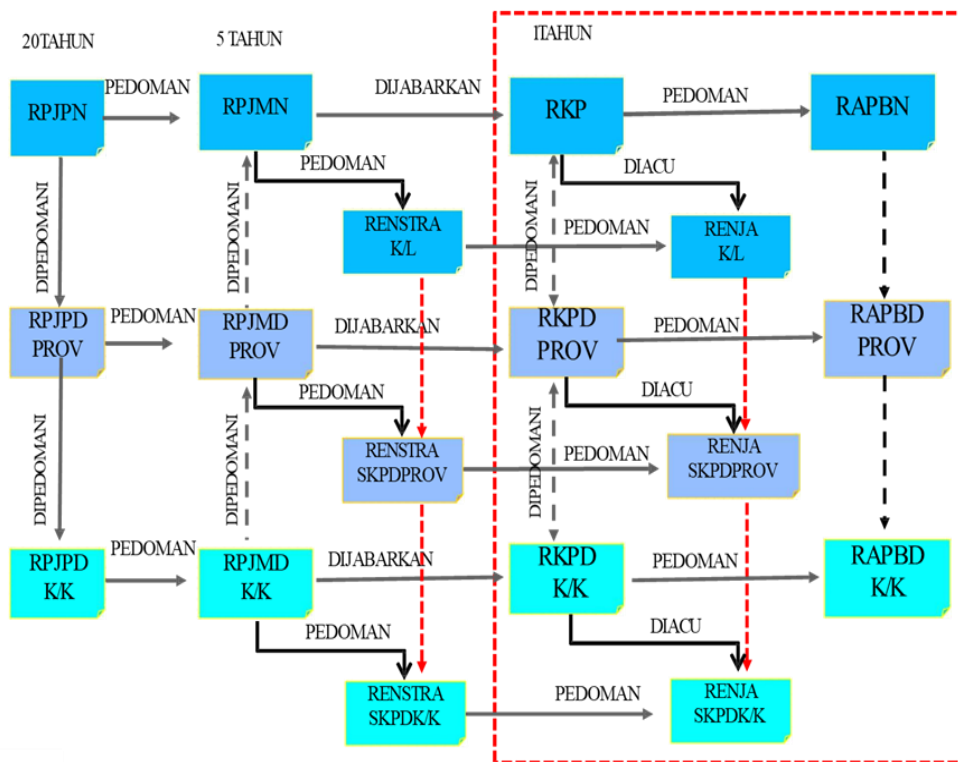 20TAHUN
5 TAHUN
1TAHUN
RPJPN
PEDOMAN
RPJMN
DIJABARKAN
RKP
PEDOMAN
RAPBN
PEDOMAN
DIACU
DIPEDOMANI
DIPEDOMANI
DIPEDOMANI
RENSTRA
K/L
PEDOMAN
RENJA
K/L
RPJPD
PROV
PEDOMAN
RPJMD
PROV
DIJABARKAN
RKPD
PROV
PEDOMAN
RAPBD
PROV
PEDOMAN
DIACU
DIPEDOMANI
DIPEDOMANI
DIPEDOMANI
RENSTRA
SKPDPROV
PEDOMAN
RENJA
SKPDPROV
RPJPD
K/K
PEDOMAN
RPJMD
K/K
DIJABARKAN
RKPD
K/K
PEDOMAN
RAPBD
K/K
PEDOMAN
DIACU
RENSTRA
SKPDK/K
PEDOMAN
RENJA
SKPDK/K